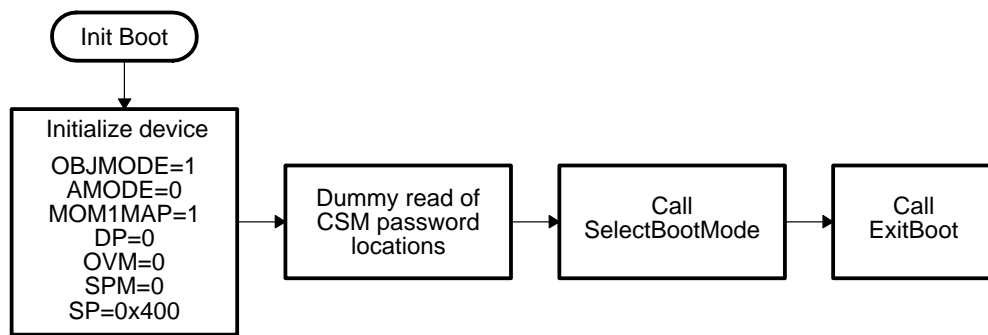 Init Boot
Initialize device
OBJMODE=1
AMODE=0
MOM1MAP=1
DP=0
OVM=0
SPM=0
SP=0x400
Dummy read of
CSM password
locations
Call
SelectBootMode
Call
ExitBoot